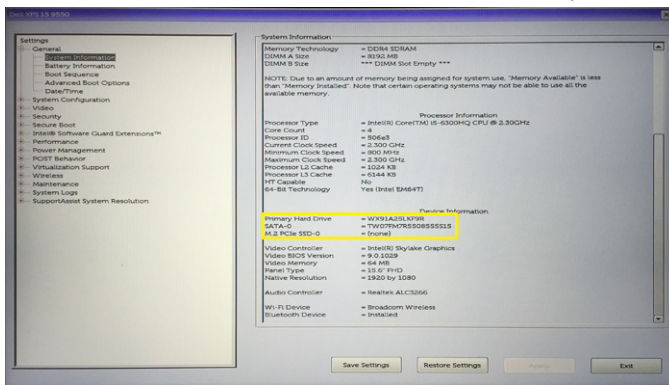 Dell XPS 15 9550
Settings
General
System Information
Battery Information
Boot Sequence
Advanced Boot Options
Date/Time
System Configuration
Video
Security
Secure Boot
Intel® Software Guard Extensions™
Performance
Power Management
POST Behavior
Virtualization Support
Wireless
Maintenance
System Logs
SupportAssist System Resolution
System Information
Memory Technology = DDR4 SDRAM
DIMM A Size = 8192 MB
DIMM B Size *** DIMM Slot Empty ***
NOTE: Due to an amount of memory being assigned for system use, "Memory Available" is less
than "Memory Installed". Note that certain operating systems may not be able to use all the
available memory.
Processor Information
Processor Type = Intel(R) Core(TM) i5-6300HQ CPU @ 2.30GHz
Core Count = 4
Processor ID = 506e3
Current Clock Speed = 2.300 GHz
Minimum Clock Speed = 800 MHz
Maximum Clock Speed = 2.300 GHz
Processor L2 Cache = 1024 KB
Processor L3 Cache = 6144 KB
HT Capable No
64-Bit Technology Yes (Intel EM64T)
Device Information
Primary Hard Drive = WX91A25LKF9R
SATA-0 = TW07FM7R5508555515
M.2 PCIe SSD-0 = (none)
Video Controller = Intel(R) Skylake Graphics
Video BIOS Version = 9.0.1029
Video Memory = 64 MB
Panel Type = 15.6" FHD
Native Resolution = 1920 by 1080
Audio Controller = Realtek ALC3266
Wi-Fi Device = Broadcom Wireless
Bluetooth Device = Installed
Save Settings
Restore Settings
Apply
Exit